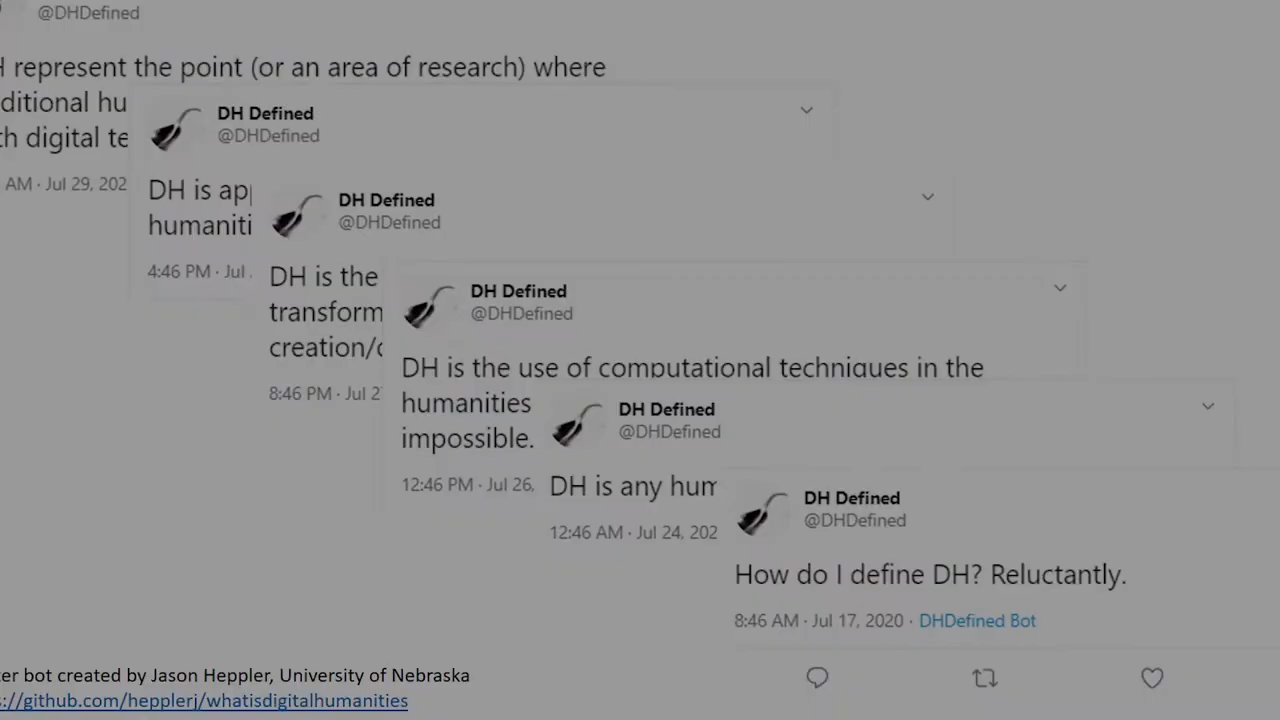 @DHDefined
H represent the point (or an area of research) where
ditional hu
th digital te
AM · Jul 29, 202
DH Defined
@DHDefined
DH is app
humaniti
4:46 PM · Jul
DH Defined
@DHDefined
DH is the
transform
creation/
8:46 PM · Jul 2
DH Defined
@DHDefined
DH is the use of computational techniques in the
humanities
impossible.
12:46 PM · Jul 26,
DH Defined
@DHDefined
DH is any hum
12:46 AM · Jul 24, 202
DH Defined
@DHDefined
How do I define DH? Reluctantly.
8:46 AM · Jul 17, 2020 · DHDefined Bot
ter bot created by Jason Heppler, University of Nebraska
s://github.com/hepplerj/whatisdigitalhumanities